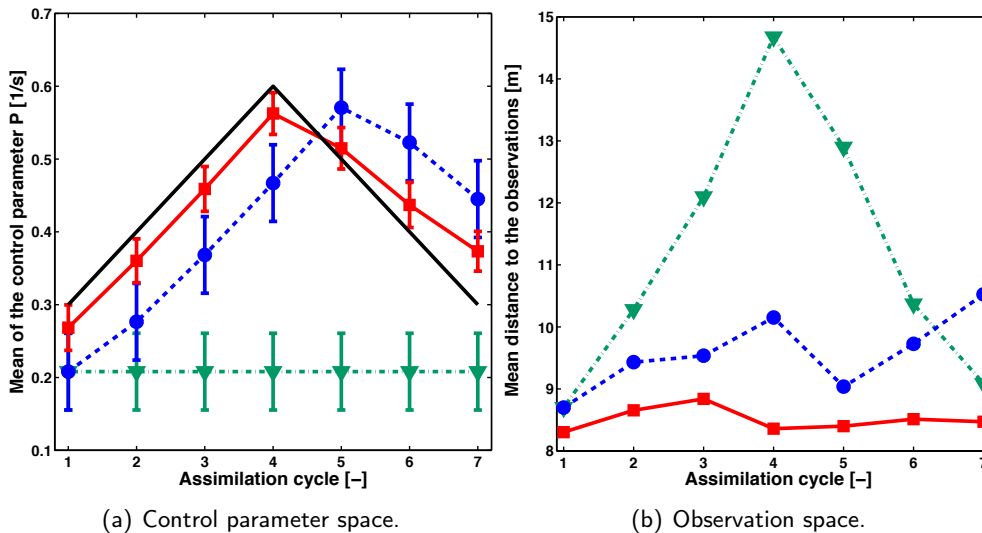 0.7
0.6
0.5
0.4
0.3
0.2
0.1
Mean of the control parameter P [1/s]
1 2 3 4 5 6 7
Assimilation cycle [–]
(a) Control parameter space.
15
14
13
12
11
10
9
8
Mean distance to the observations [m]
1 2 3 4 5 6 7
Assimilation cycle [–]
(b) Observation space.